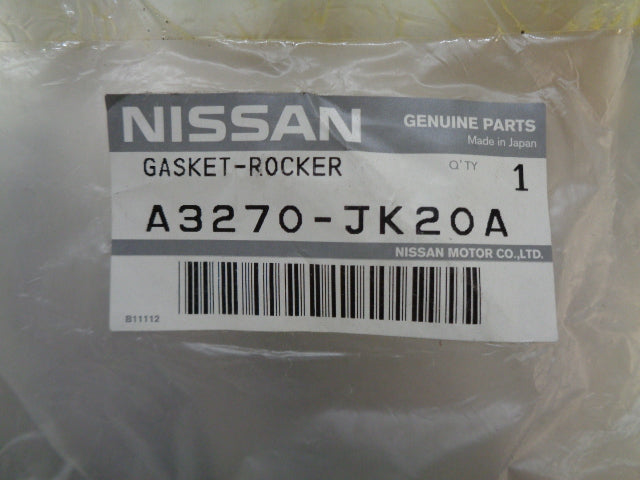 NISSAN GENUINE PARTS
Made in Japan
GASKET-ROCKER Q'TY 1
A3270-JK20A
NISSAN MOTOR CO.,LTD.
B11112